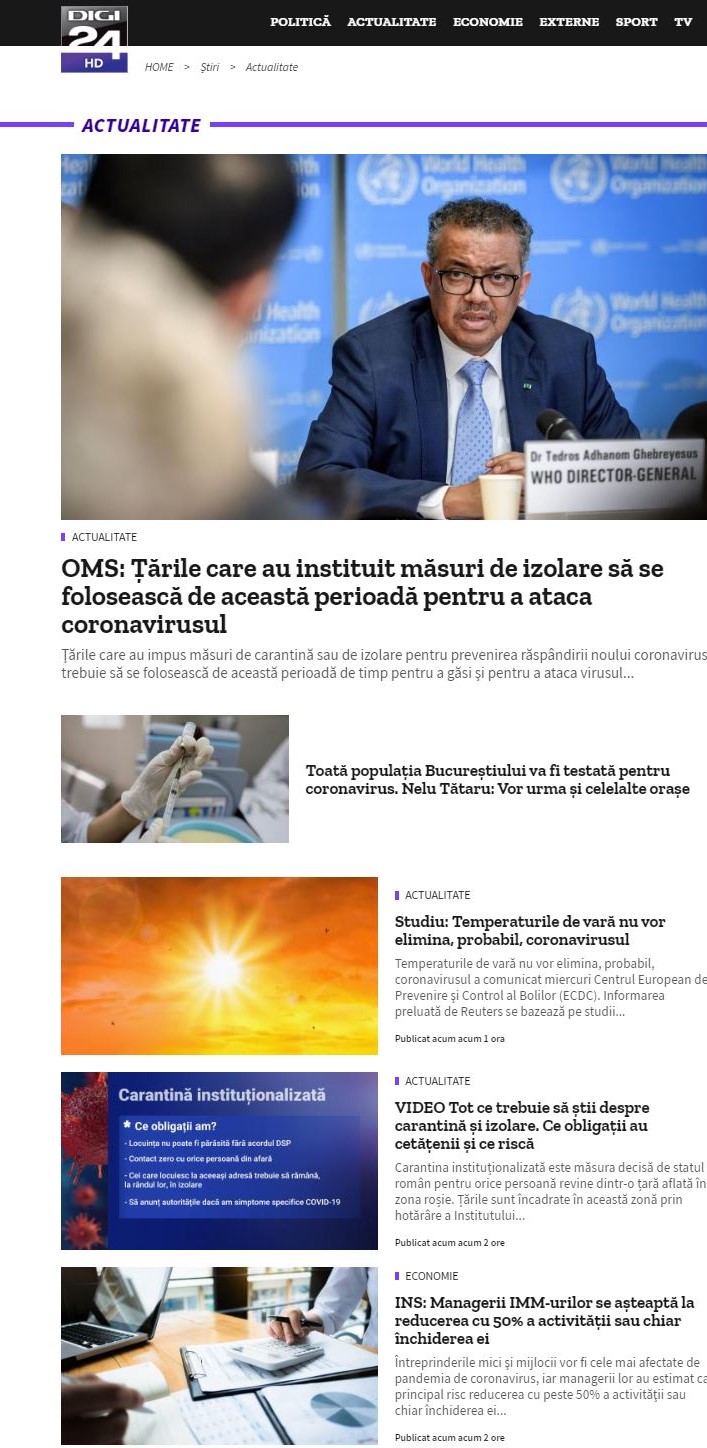 DIGI
24
HD
POLITICĂ ACTUALITATE ECONOMIE EXTERNE SPORT TV
HOME > Știri > Actualitate
ACTUALITATE
World Health
Organization
World Health
Organization
World Health
Organization
Dr Tedros Adhanom Ghebreyesus
WHO DIRECTOR-GENERAL
ACTUALITATE
OMS: Țările care au instituit măsuri de izolare să se
folosească de această perioadă pentru a ataca
coronavirusul
Țările care au impus măsuri de carantină sau de izolare pentru prevenirea răspândirii noului coronavirus
trebuie să se folosească de această perioadă de timp pentru a găsi și pentru a ataca virusul...
Toată populația Bucureștiului va fi testată pentru
coronavirus. Nelu Tătaru: Vor urma și celelalte orașe
ACTUALITATE
Studiu: Temperaturile de vară nu vor
elimina, probabil, coronavirusul
Temperaturile de vară nu vor elimina, probabil,
coronavirusul a comunicat miercuri Centrul European de
Prevenire şi Control al Bolilor (ECDC). Informarea
preluată de Reuters se bazează pe studii...
Publicat acum acum 1 ora
Carantină instituționalizată
* Ce obligații am?
- Locuința nu poate fi părăsită fără acordul DSP
- Contact zero cu orice persoană din afară
- Cei care locuiesc la aceeași adresă trebuie să rămână,
la rândul lor, în izolare
- Să anunț autoritățile dacă am simptome specifice COVID-19
ACTUALITATE
VIDEO Tot ce trebuie să știi despre
carantină și izolare. Ce obligații au
cetățenii și ce riscă
Carantina instituționalizată este măsura decisă de statul
român pentru orice persoană revine dintr-o țară aflată în
zona roșie. Țările sunt încadrate în această zonă prin
hotărâre a Institutului...
Publicat acum acum 2 ore
ECONOMIE
INS: Managerii IMM-urilor se așteaptă la
reducerea cu 50% a activității sau chiar
închiderea ei
Întreprinderile mici şi mijlocii vor fi cele mai afectate de
pandemia de coronavirus, iar managerii lor au estimat ca
principal risc reducerea cu peste 50% a activităţii sau
chiar închiderea ei...
Publicat acum acum 2 ore